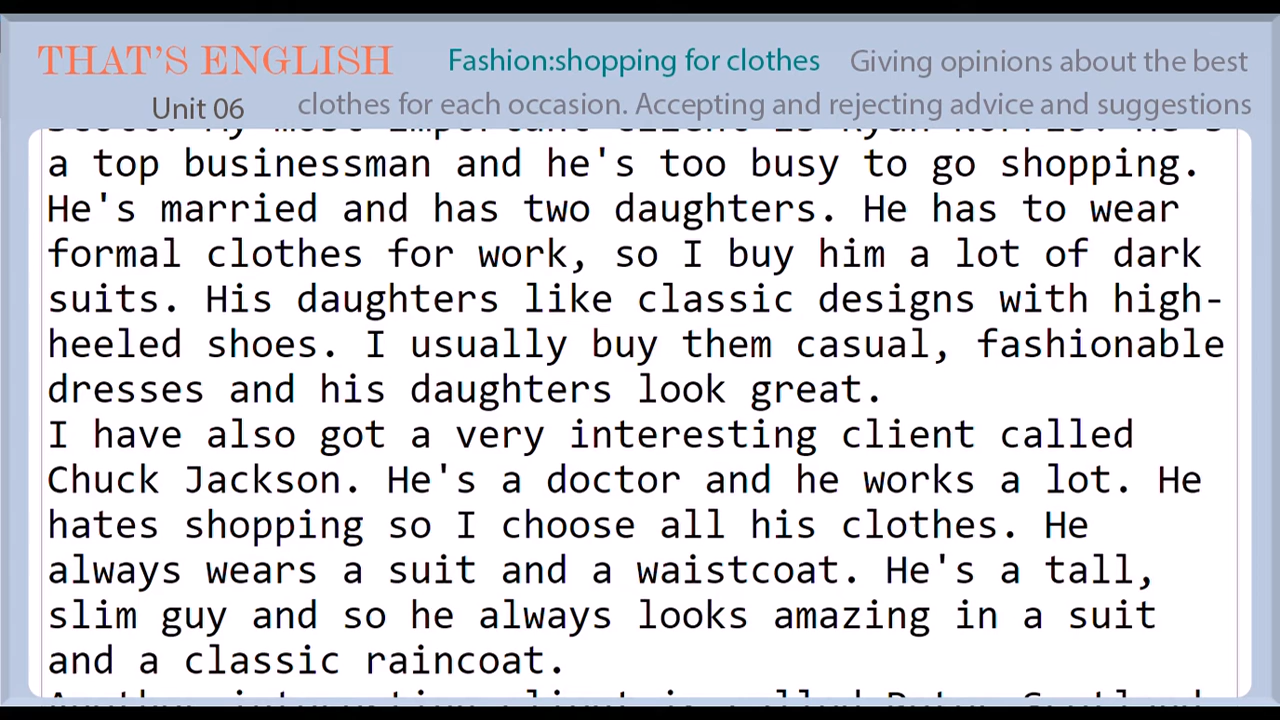 THAT'S ENGLISH
Fashion:shopping for clothes
Giving opinions about the best
Unit 06
clothes for each occasion. Accepting and rejecting advice and suggestions
a top businessman and he's too busy to go shopping.
He's married and has two daughters. He has to wear
formal clothes for work, so I buy him a lot of dark
suits. His daughters like classic designs with high-
heeled shoes. I usually buy them casual, fashionable
dresses and his daughters look great.
I have also got a very interesting client called
Chuck Jackson. He's a doctor and he works a lot. He
hates shopping so I choose all his clothes. He
always wears a suit and a waistcoat. He's a tall,
slim guy and so he always looks amazing in a suit
and a classic raincoat.